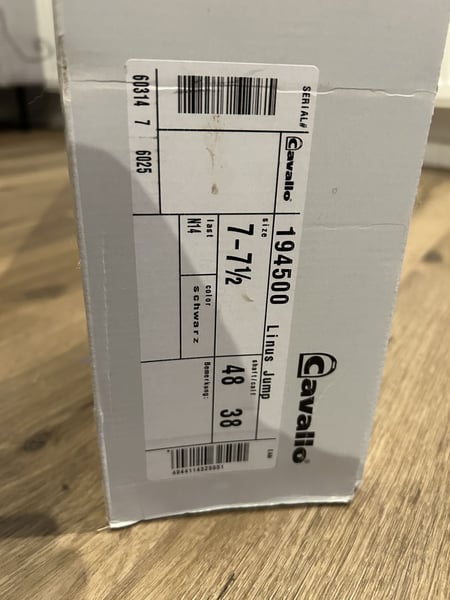 SERIAL#
60314 7 6025
Cavallo
194500 Linus Jump
size
7-7½
shaft/calf
48 38
last
N14
color
schwarz
Bemerkung:
EAN
Cavallo